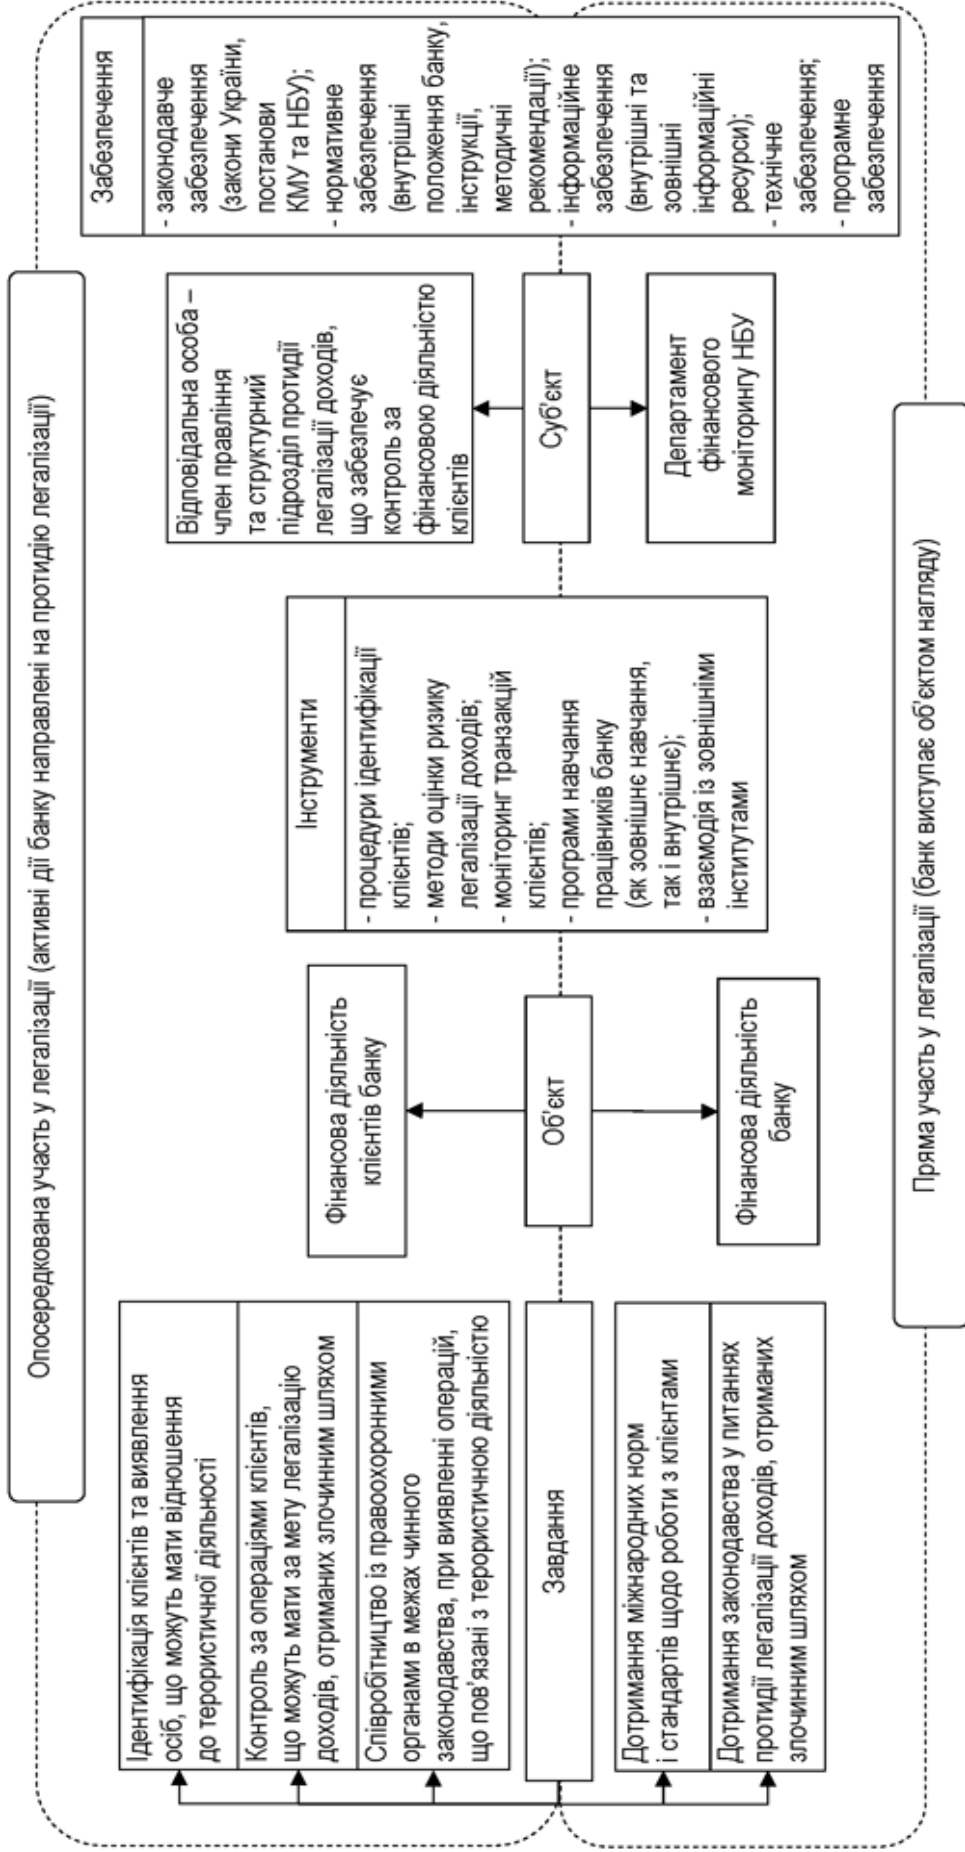 Опосередкована участь у легалізації (активні дії банку направлені на протидію легалізації)
Ідентифікація клієнтів та виявлення
осіб, що можуть мати відношення
до терористичної діяльності
Контроль за операціями клієнтів,
що можуть мати за мету легалізацію
доходів, отриманих злочинним шляхом
Співробітництво із правоохоронними
органами в межах чинного
законодавства, при виявленні операцій,
що пов'язані з терористичною діяльністю
Завдання
Дотримання міжнародних норм
і стандартів щодо роботи з клієнтами
Дотримання законодавства у питаннях
протидії легалізації доходів, отриманих
злочинним шляхом
Фінансова діяльність
клієнтів банку
Об'єкт
Фінансова діяльність
банку
Інструменти
- процедури ідентифікації
клієнтів;
- методи оцінки ризику
легалізації доходів;
- моніторинг транзакцій
клієнтів;
- програми навчання
працівників банку
(як зовнішнє навчання,
так і внутрішнє);
- взаємодія із зовнішніми
інститутами
Відповідальна особа –
член правління
та структурний
підрозділ протидії
легалізації доходів,
що забезпечує
контроль за
фінансовою діяльністю
клієнтів
Суб'єкт
Департамент
фінансового
моніторингу НБУ
Забезпечення
- законодавче
забезпечення
(закони України,
постанови
КМУ та НБУ);
- нормативне
забезпечення
(внутрішні
положення банку,
інструкції,
методичні
рекомендації);
- інформаційне
забезпечення
(внутрішні та
зовнішні
інформаційні
ресурси);
- технічне
забезпечення;
- програмне
забезпечення
Пряма участь у легалізації (банк виступає об'єктом нагляду)